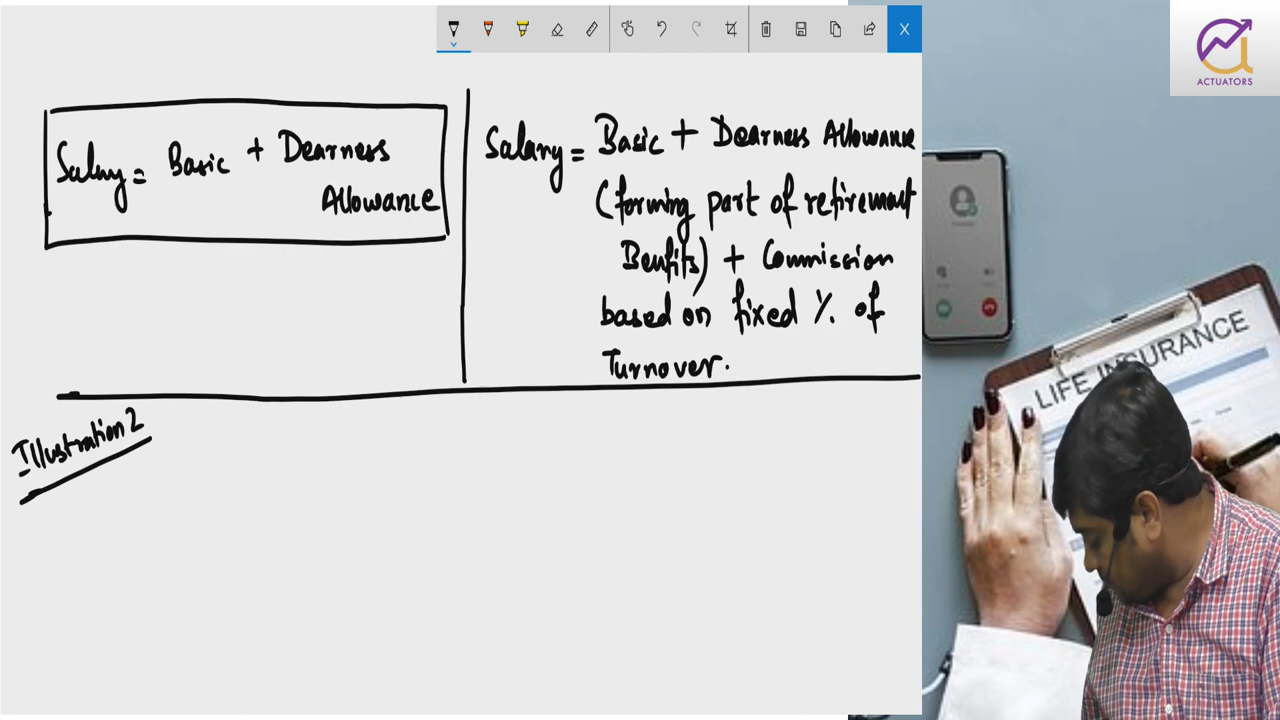 Salary = Basic + Dearness
Allowance
Salary = Basic + Dearness Allowance
(forming part of retirement
Benfits) + Commission
based on fixed % of
Turnover.
Illustration 2
X
ACTUATORS
LIFE INSURANCE